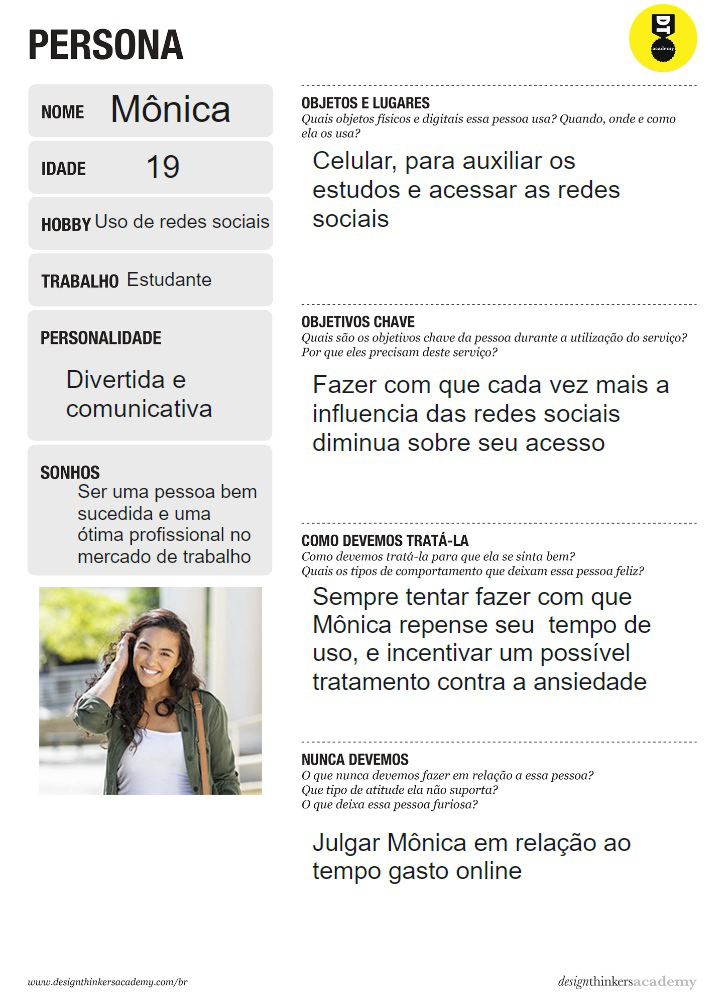 PERSONA
DT
academy
NOME Mônica
IDADE 19
HOBBY Uso de redes sociais
TRABALHO Estudante
PERSONALIDADE
Divertida e
comunicativa
SONHOS
Ser uma pessoa bem
sucedida e uma
ótima profissional no
mercado de trabalho
OBJETOS E LUGARES
Quais objetos físicos e digitais essa pessoa usa? Quando, onde e como
ela os usa?
Celular, para auxiliar os
estudos e acessar as redes
sociais
OBJETIVOS CHAVE
Quais são os objetivos chave da pessoa durante a utilização do serviço?
Por que eles precisam deste serviço?
Fazer com que cada vez mais a
influencia das redes sociais
diminua sobre seu acesso
COMO DEVEMOS TRATÁ-LA
Como devemos tratá-la para que ela se sinta bem?
Quais os tipos de comportamento que deixam essa pessoa feliz?
Sempre tentar fazer com que
Mônica repense seu  tempo de
uso, e incentivar um possível
tratamento contra a ansiedade
NUNCA DEVEMOS
O que nunca devemos fazer em relação a essa pessoa?
Que tipo de atitude ela não suporta?
O que deixa essa pessoa furiosa?
Julgar Mônica em relação ao
tempo gasto online
www.designthinkersacademy.com/br
designthinkersacademy